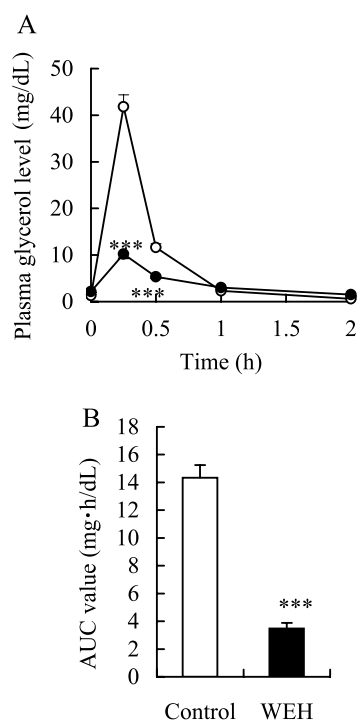 A
Plasma glycerol level (mg/dL)
50
40
30
20
10
0
***
***
0 0.5 1 1.5 2
Time (h)
B
AUC value (mg・h/dL)
18
16
14
12
10
8
6
4
2
0
***
Control WEH